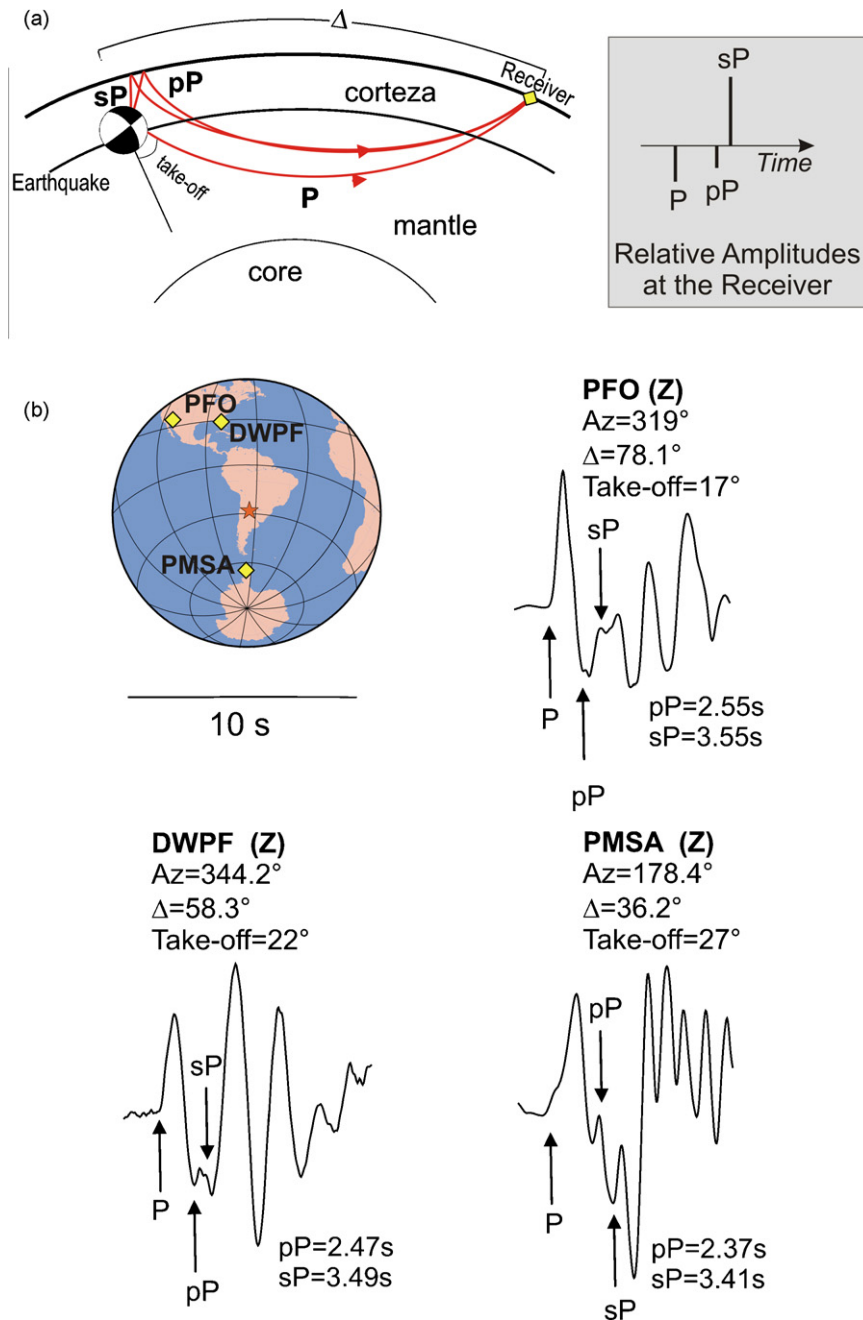 (a)
Δ
sP
pP
Receiver
corteza
Earthquake
take-off
P
mantle
core
sP
Time
P
pP
Relative Amplitudes
at the Receiver
(b)
PFO
DWPF
PMSA
10 s
PFO (Z)
Az=319°
Δ=78.1°
Take-off=17°
sP
P
pP=2.55s
sP=3.55s
pP
DWPF (Z)
Az=344.2°
Δ=58.3°
Take-off=22°
sP
P
pP
pP=2.47s
sP=3.49s
PMSA (Z)
Az=178.4°
Δ=36.2°
Take-off=27°
pP
P
sP
pP=2.37s
sP=3.41s